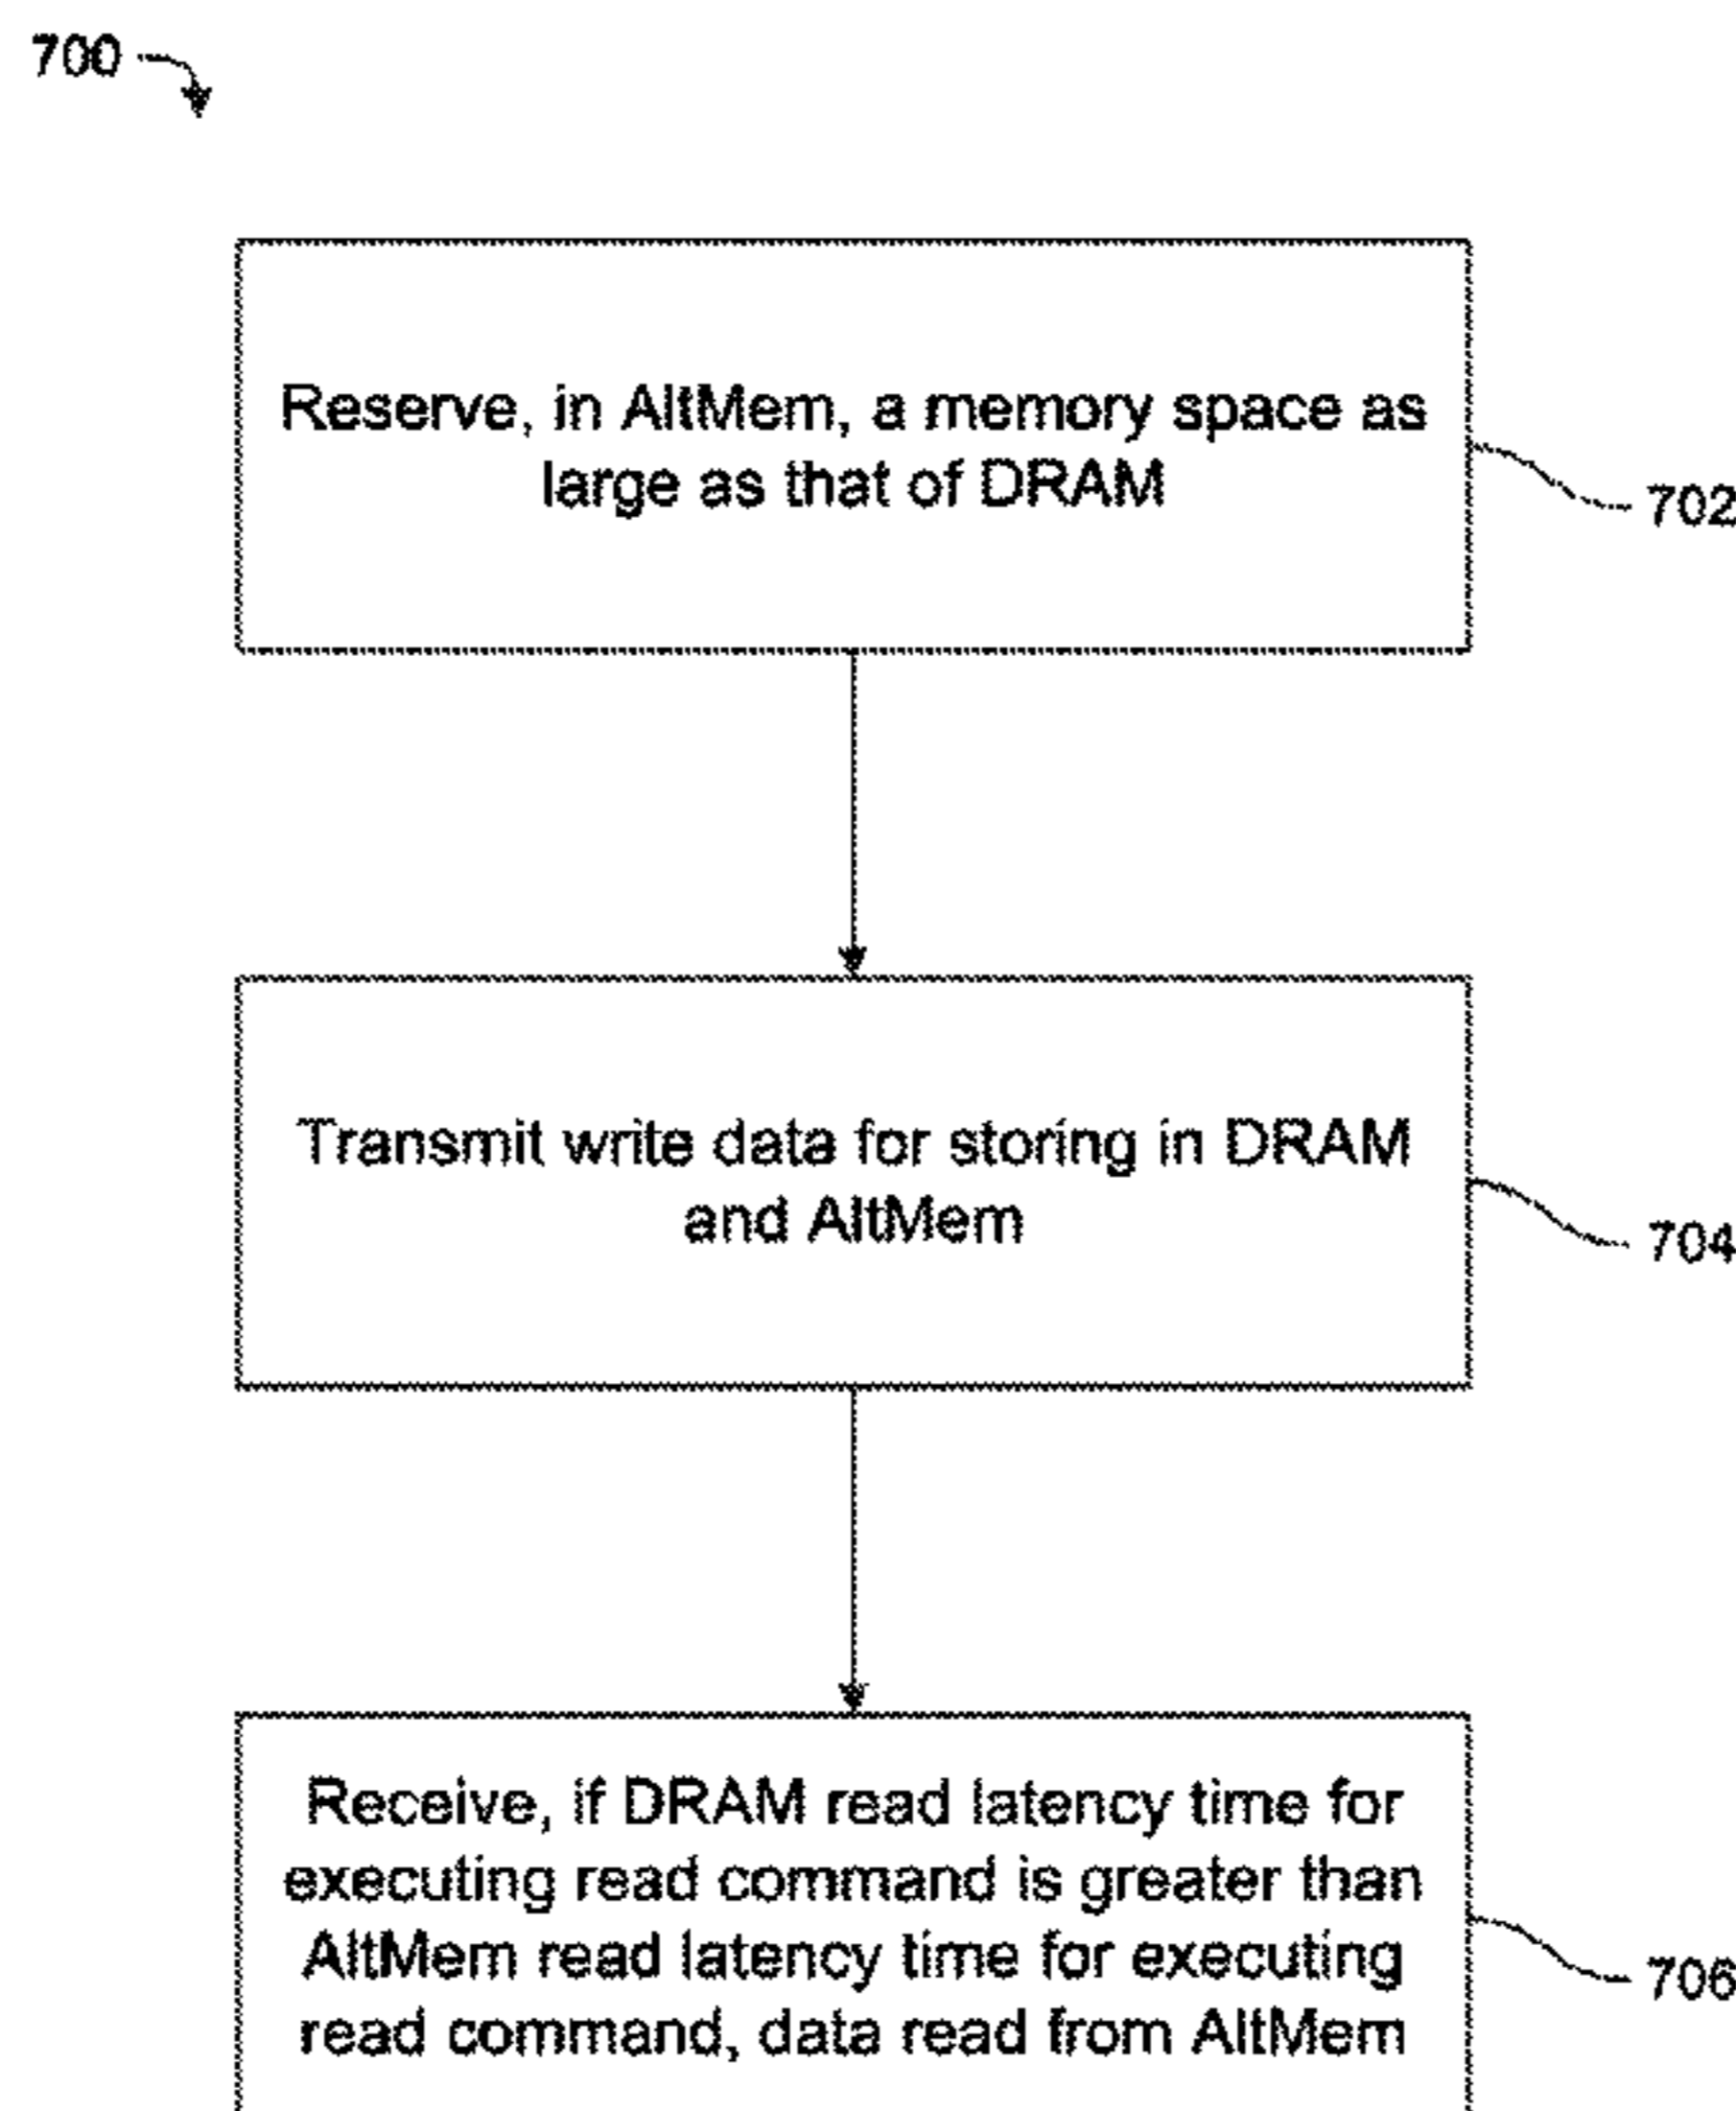 700
Reserve, in AltMem, a memory space as
large as that of DRAM
702
Transmit write data for storing in DRAM
and AltMem
704
Receive, if DRAM read latency time for
executing read command is greater than
AltMem read latency time for executing
read command, data read from AltMem
706